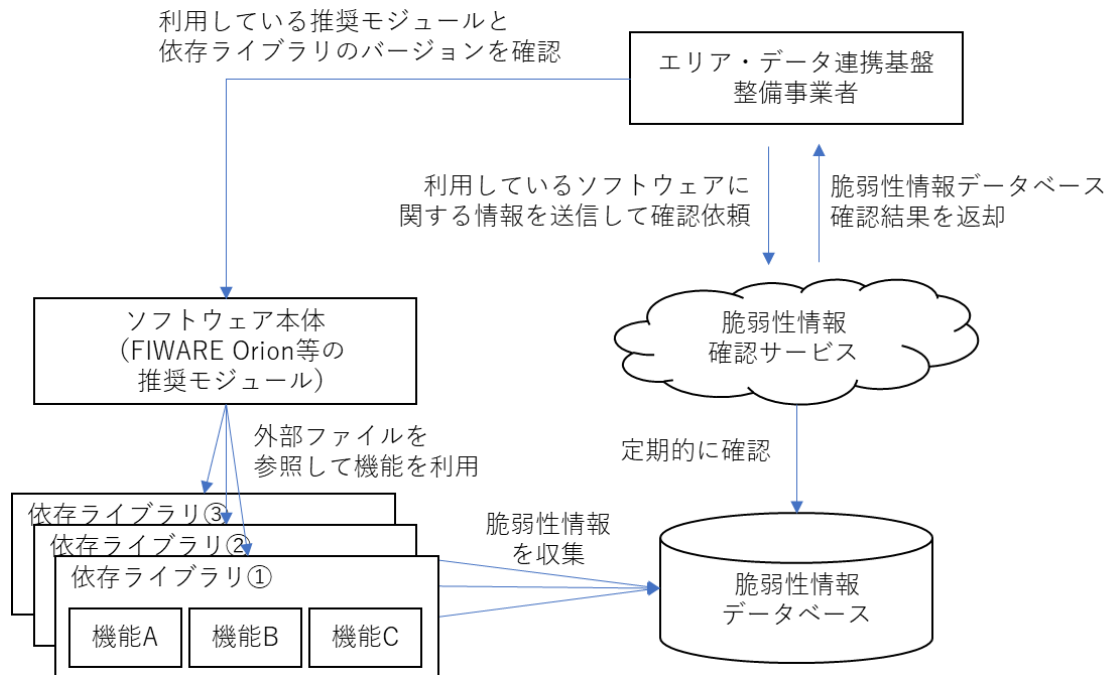 利用している推奨モジュールと
依存ライブラリのバージョンを確認
エリア・データ連携基盤
整備事業者
利用しているソフトウェアに
関する情報を送信して確認依頼
脆弱性情報データベース
確認結果を返却
ソフトウェア本体
（FIWARE Orion等の
推奨モジュール）
脆弱性情報
確認サービス
外部ファイルを
参照して機能を利用
定期的に確認
依存ライブラリ③
依存ライブラリ②
依存ライブラリ①
機能A
機能B
機能C
脆弱性情報
を収集
脆弱性情報
データベース